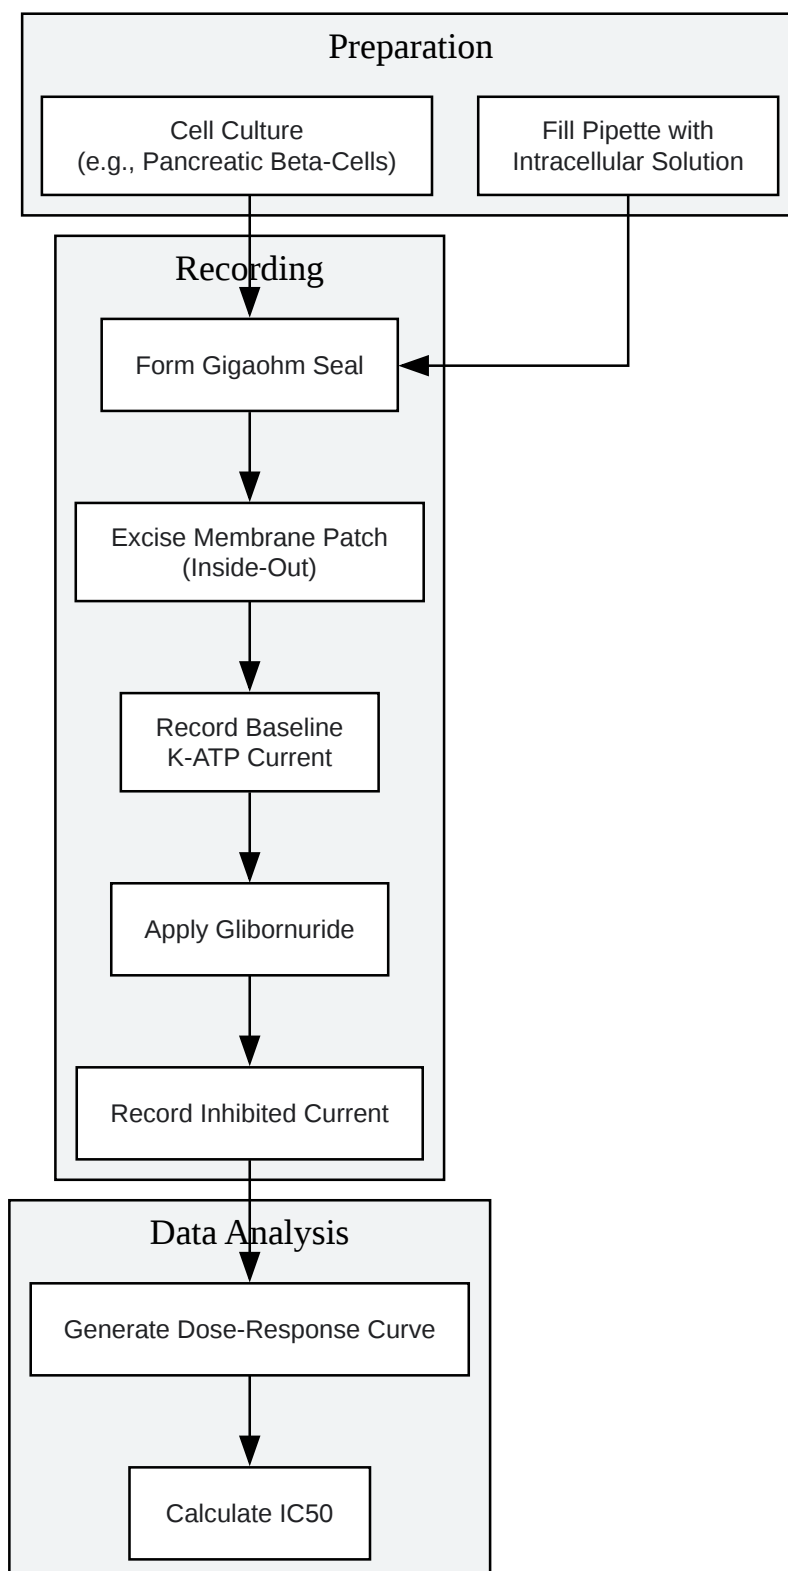 Preparation
Cell Culture
(e.g., Pancreatic Beta-Cells)
Fill Pipette with
Intracellular Solution
Recording
Form Gigaohm Seal
Excise Membrane Patch
(Inside-Out)
Record Baseline
K-ATP Current
Apply Glibornuride
Record Inhibited Current
Data Analysis
Generate Dose-Response Curve
Calculate IC50